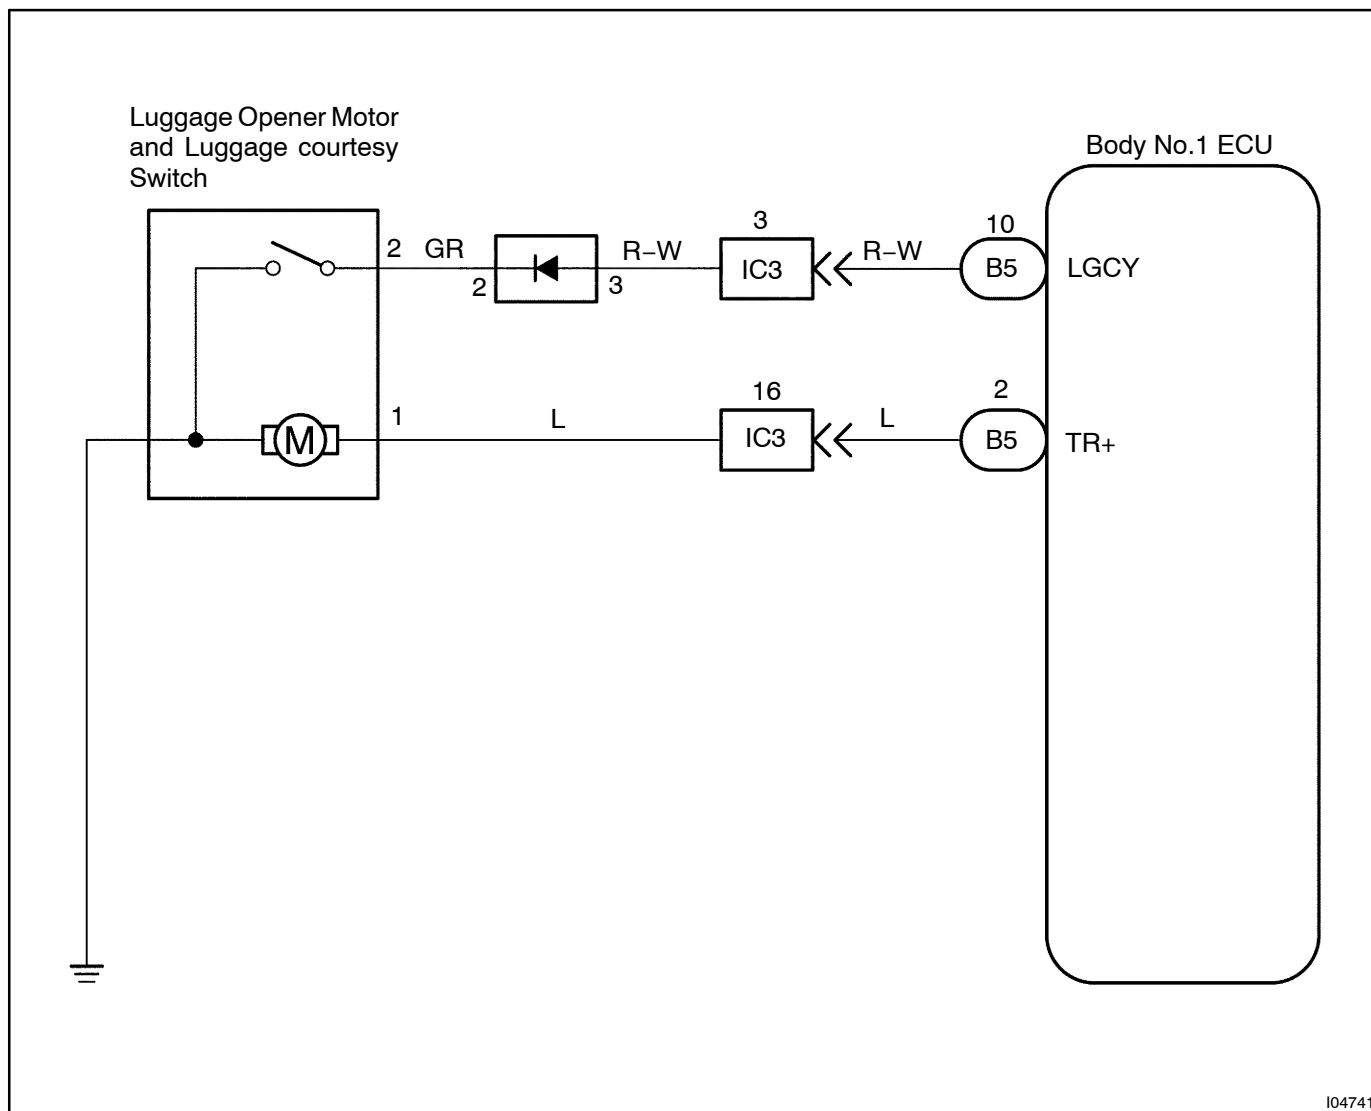 Luggage Opener Motor
and Luggage courtesy
Switch
Body No.1 ECU
2
GR
2
3
R-W
3
IC3
R-W
10
B5
LGCY
M
1
L
16
IC3
L
2
B5
TR+
I04741